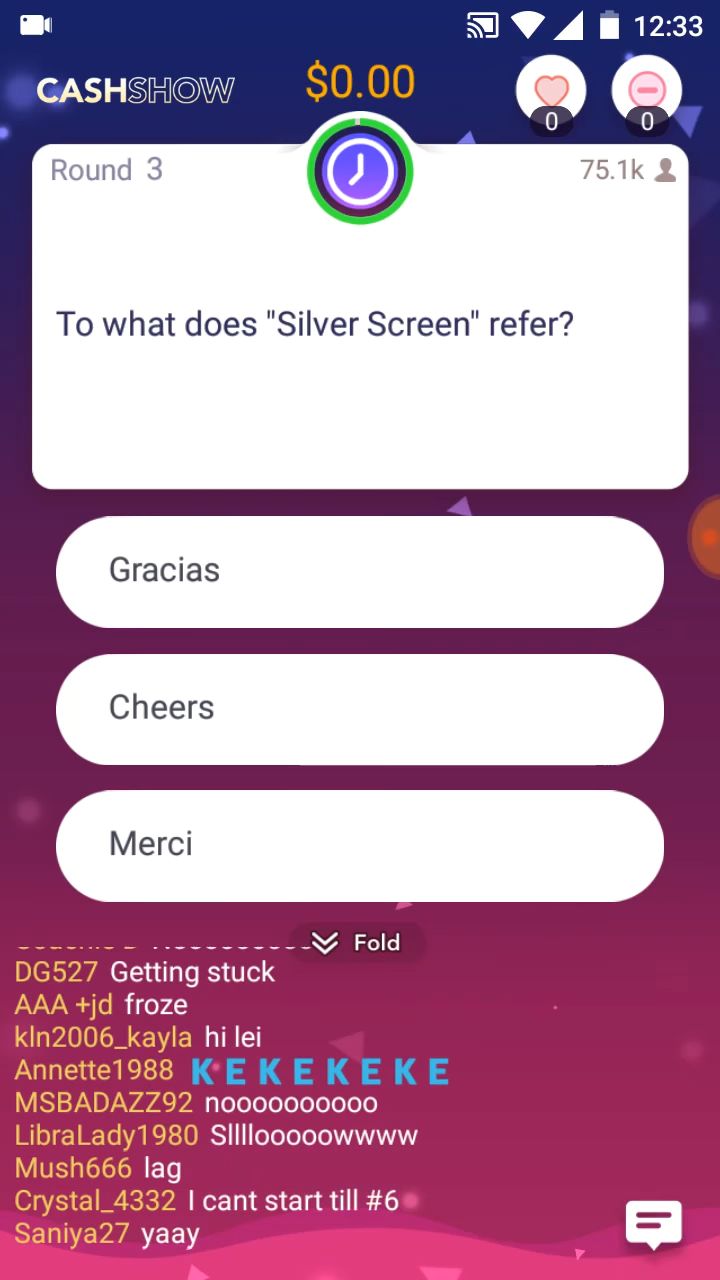 12:33
CASHSHOW
$0.00
0
0
Round 3
75.1k
To what does "Silver Screen" refer?
Gracias
Cheers
Merci
Fold
DG527 Getting stuck
AAA +jd froze
kln2006_kayla hi lei
Annette1988 K E K E K E K E
MSBADAZZ92 noooooooooo
LibraLady1980 Sllllooooowwww
Mush666 lag
Crystal_4332 I cant start till #6
Saniya27 yaay